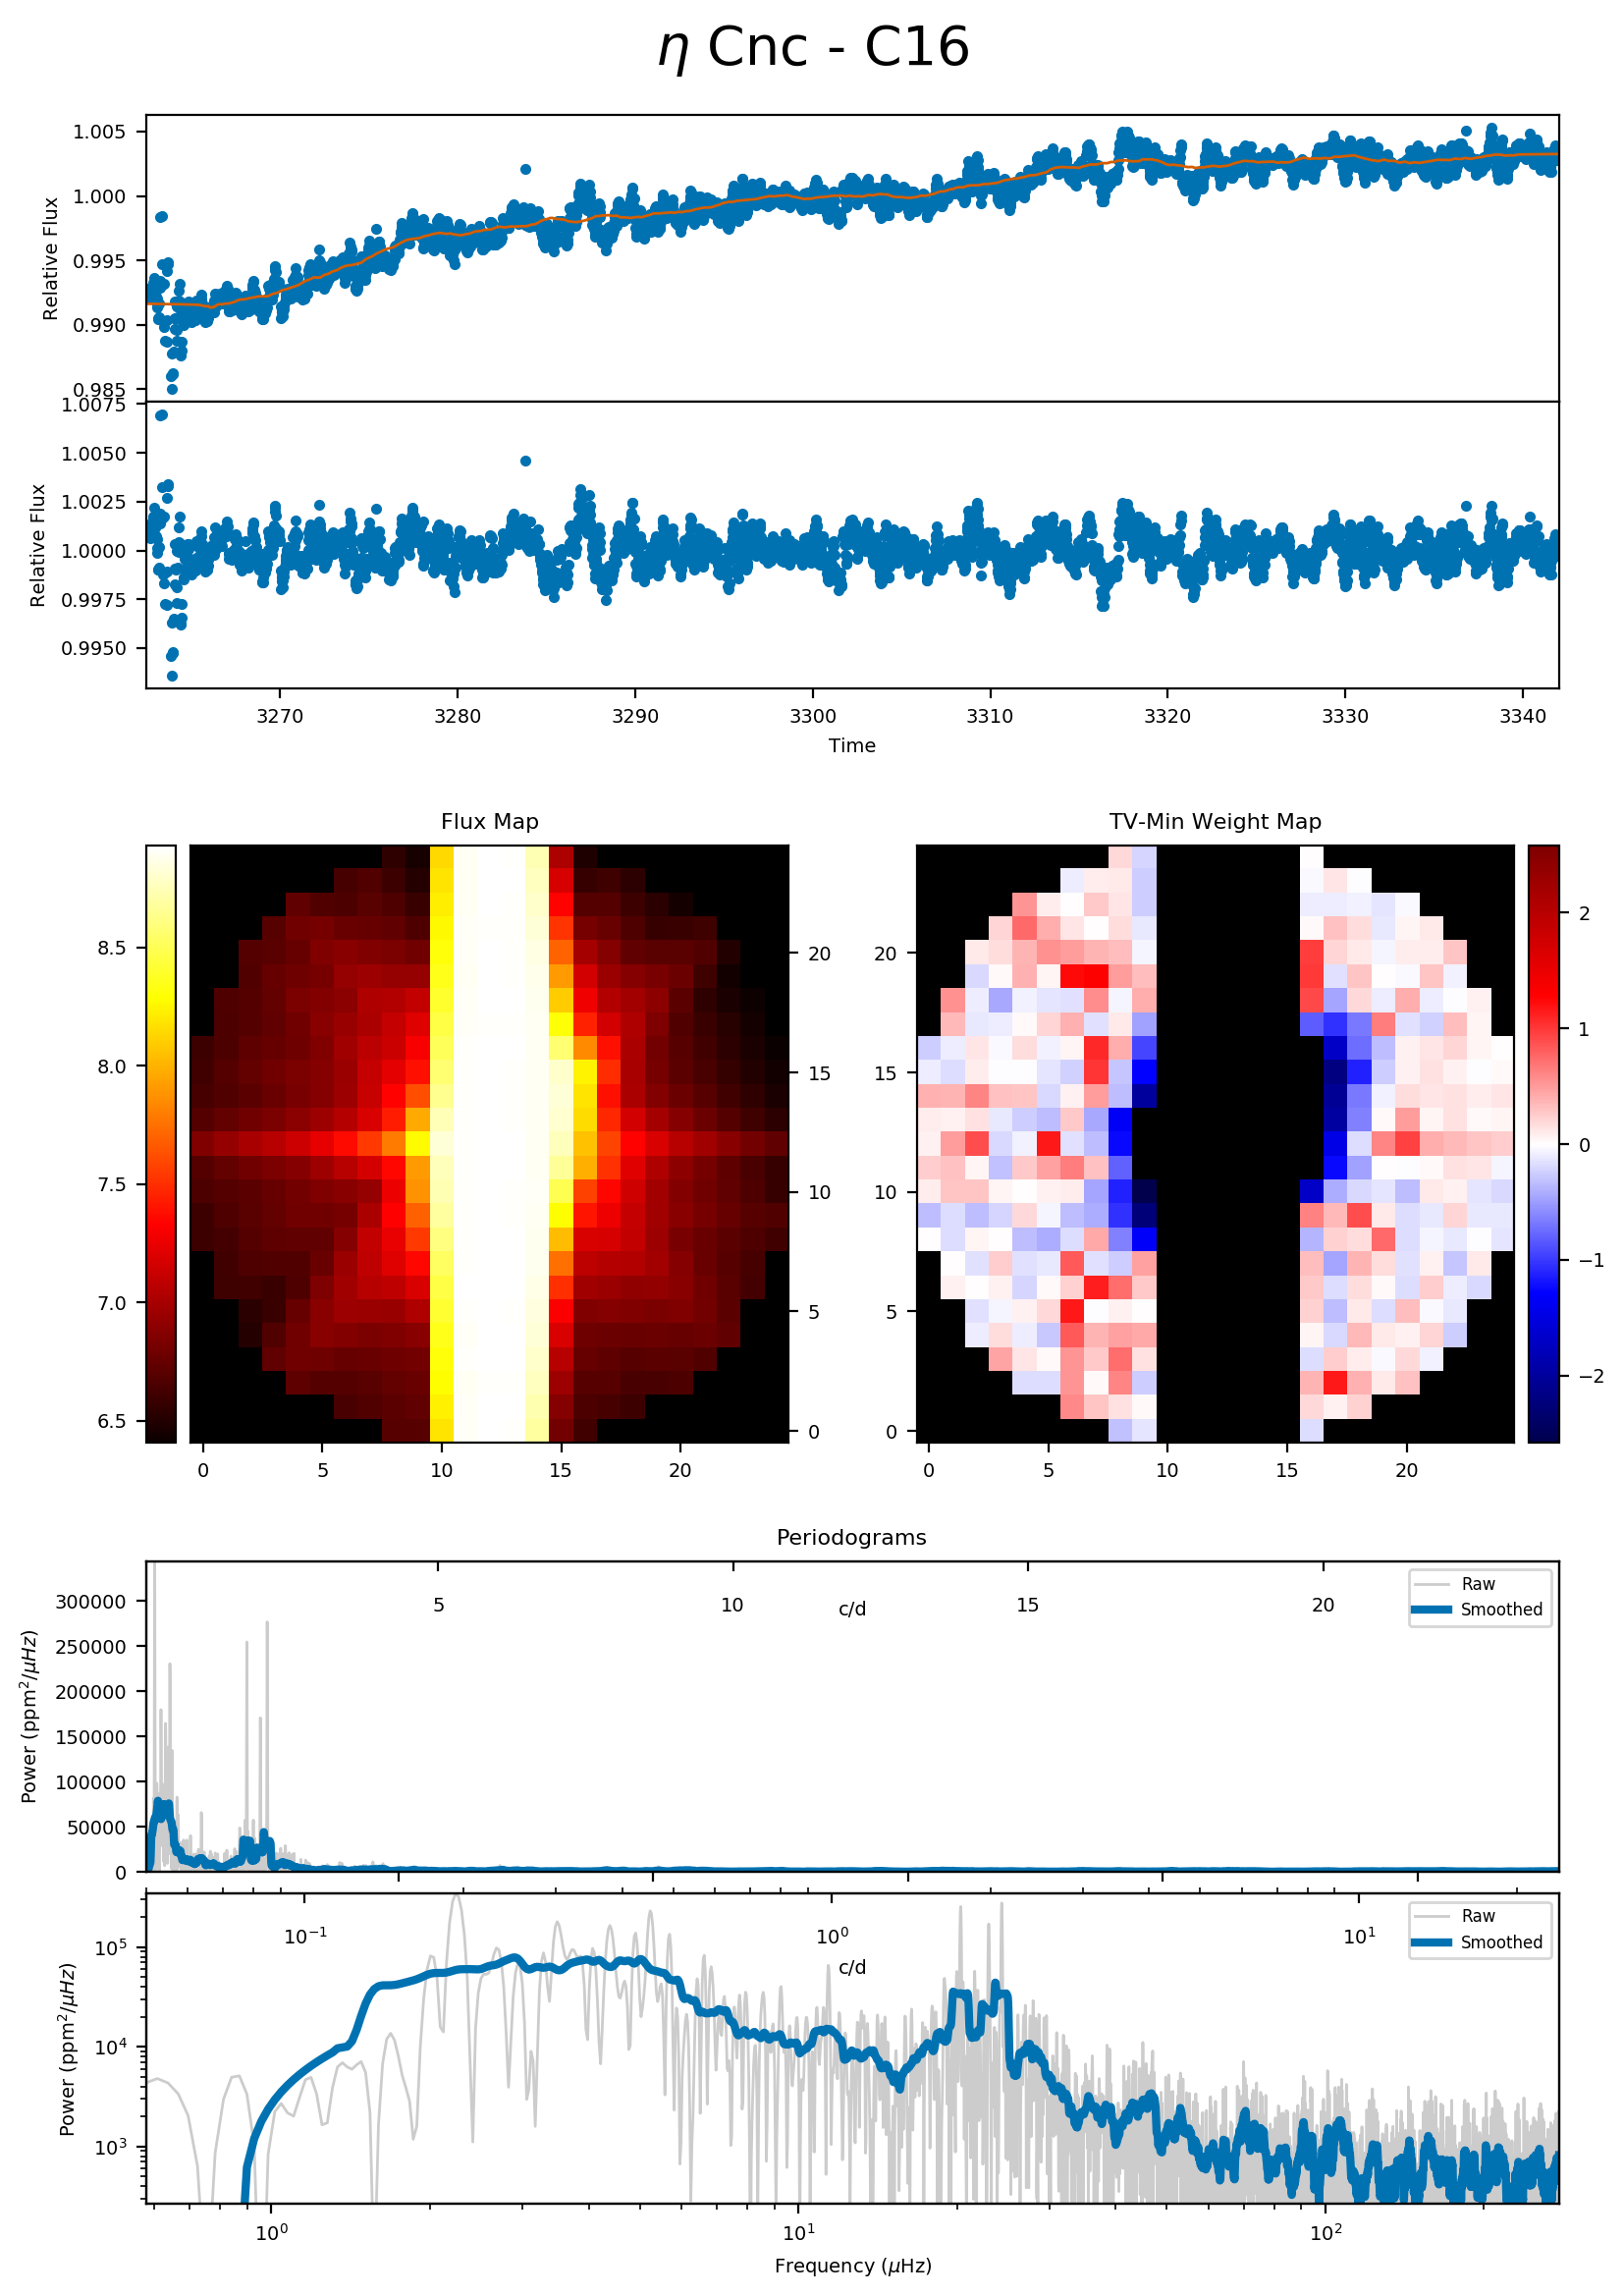 η Cnc - C16
1.005
1.000
0.995
0.990
0.985
Relative Flux
1.0075
1.0050
1.0025
1.0000
0.9975
0.9950
Relative Flux
3270 3280 3290 3300 3310 3320 3330 3340
Time
Flux Map
8.5
8.0
7.5
7.0
6.5
20
15
10
5
0
0 5 10 15 20
TV-Min Weight Map
20
15
10
5
0
0 5 10 15 20
2
1
0
−1
−2
Periodograms
300000
250000
200000
150000
100000
50000
0
Power (ppm²/μHz)
5 10 15 20
c/d
Raw
Smoothed
10⁵
10⁴
10³
Power (ppm²/μHz)
10⁻¹ 10⁰ 10¹
c/d
Raw
Smoothed
10⁰ 10¹ 10²
Frequency (μHz)